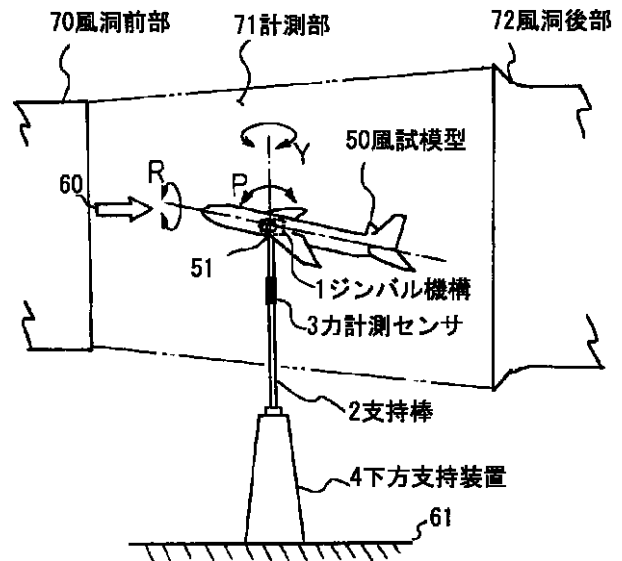 70風洞前部
71計測部
72風洞後部
Y
50風試模型
R
P
60
51
1ジンバル機構
3力計測センサ
2支持棒
4下方支持装置
61